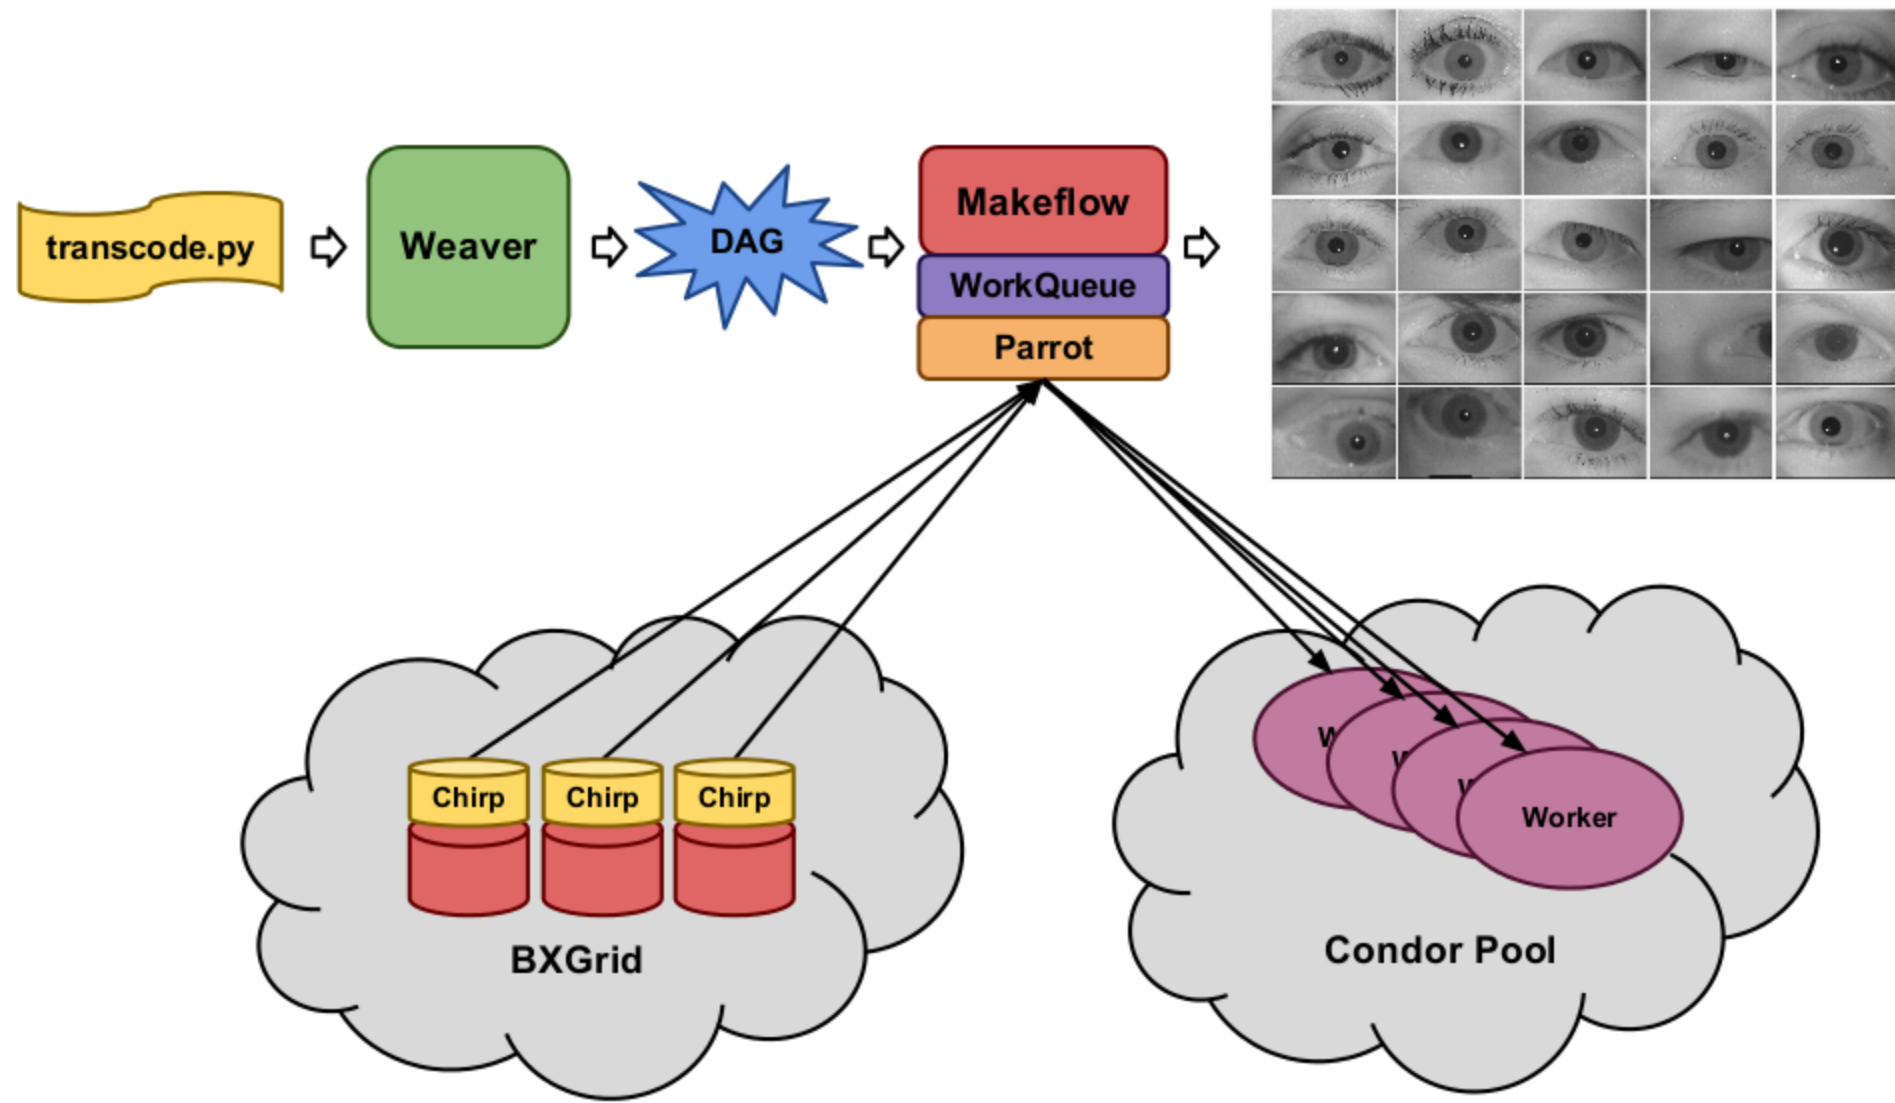 transcode.py
Weaver
DAG
Makeflow
WorkQueue
Parrot
Chirp
Chirp
Chirp
BXGrid
W
W
W
Worker
Condor Pool